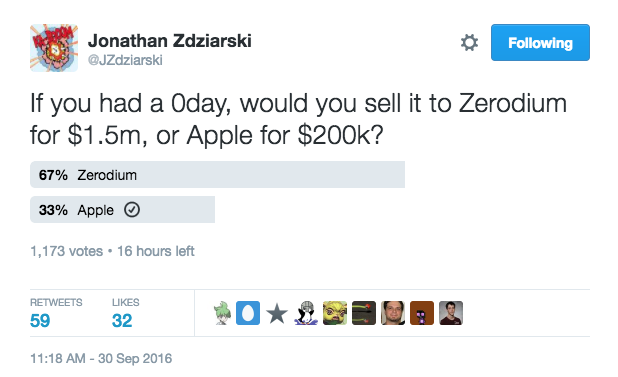 Jonathan Zdziarski
@JZdziarski
Following
If you had a 0day, would you sell it to Zerodium
for $1.5m, or Apple for $200k?
67% Zerodium
33% Apple
1,173 votes • 16 hours left
RETWEETS LIKES
59 32
11:18 AM - 30 Sep 2016